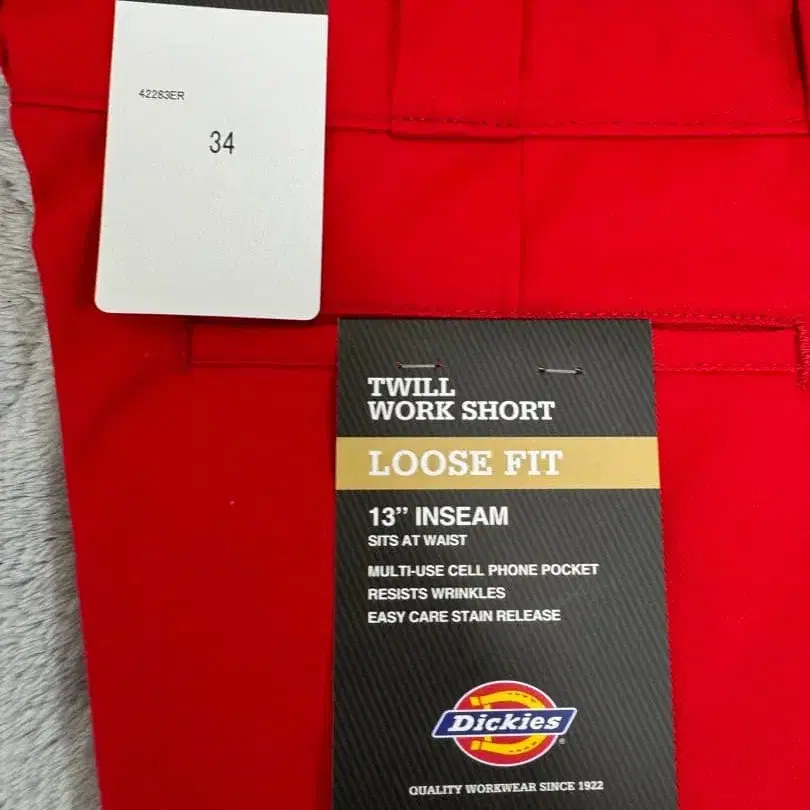 42283ER
34
TWILL
WORK SHORT
LOOSE FIT
13” INSEAM
SITS AT WAIST
MULTI-USE CELL PHONE POCKET
RESISTS WRINKLES
EASY CARE STAIN RELEASE
Dickies®
QUALITY WORKWEAR SINCE 1922